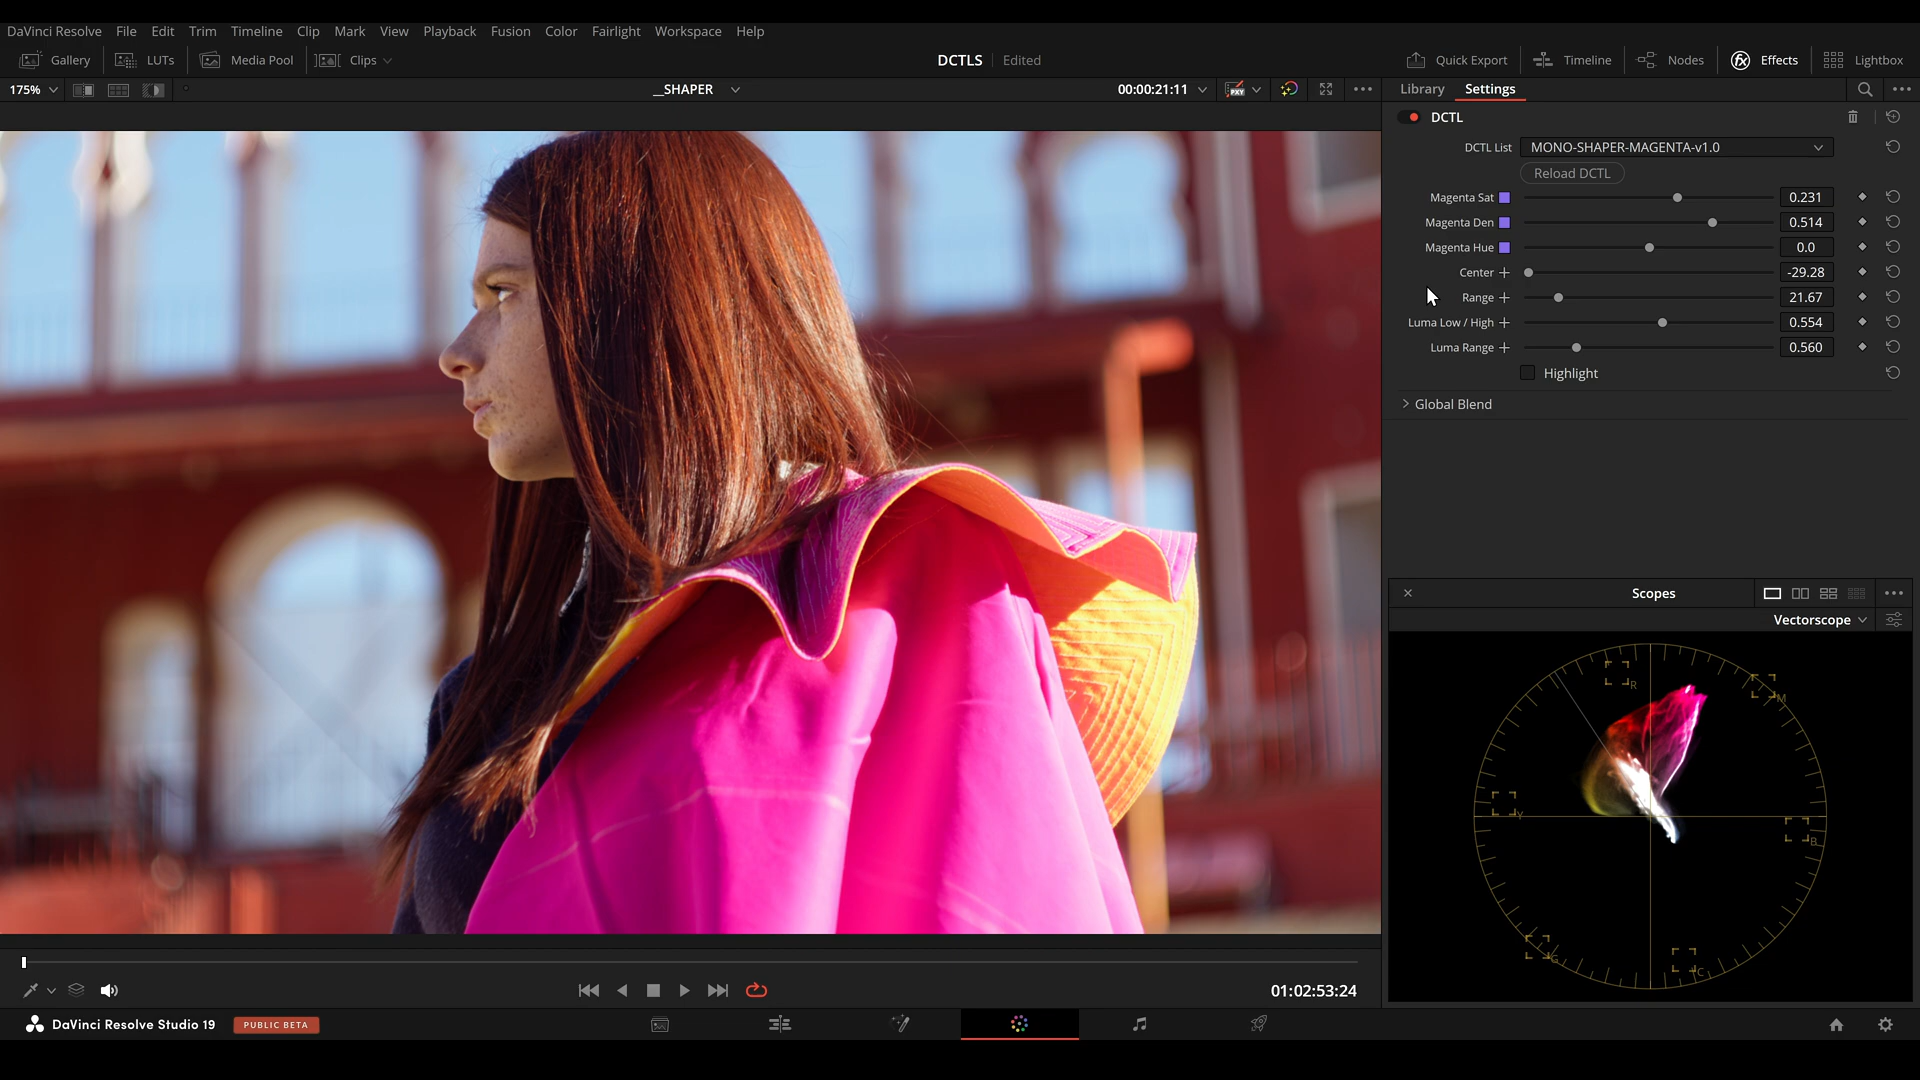 DaVinci Resolve File Edit Trim Timeline Clip Mark View Playback Fusion Color Fairlight Workspace Help
Gallery LUTs Media Pool Clips DCTLS Edited Quick Export Timeline Nodes Effects Lightbox
175% __SHAPER 00:00:21:11 PXY Library Settings
DCTL
DCTL List MONO-SHAPER-MAGENTA-v1.0
Reload DCTL
Magenta Sat 0.231
Magenta Den 0.514
Magenta Hue 0.0
Center -29.28
Range 21.67
Luma Low / High 0.554
Luma Range 0.560
Highlight
Global Blend
Scopes
Vectorscope
R
M
Y
B
G
C
01:02:53:24
DaVinci Resolve Studio 19 PUBLIC BETA